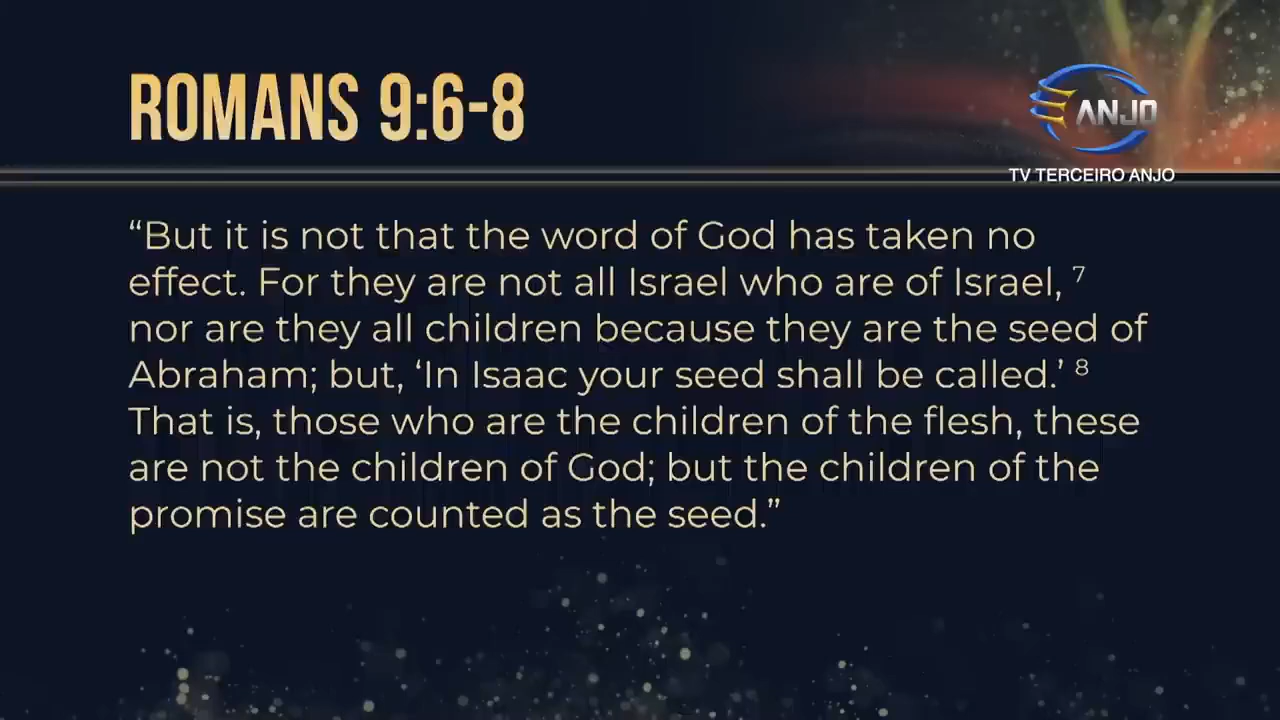 ROMANS 9:6-8
ANJO
TV TERCEIRO ANJO
“But it is not that the word of God has taken no
effect. For they are not all Israel who are of Israel, ⁷
nor are they all children because they are the seed of
Abraham; but, ‘In Isaac your seed shall be called.’ ⁸
That is, those who are the children of the flesh, these
are not the children of God; but the children of the
promise are counted as the seed.”